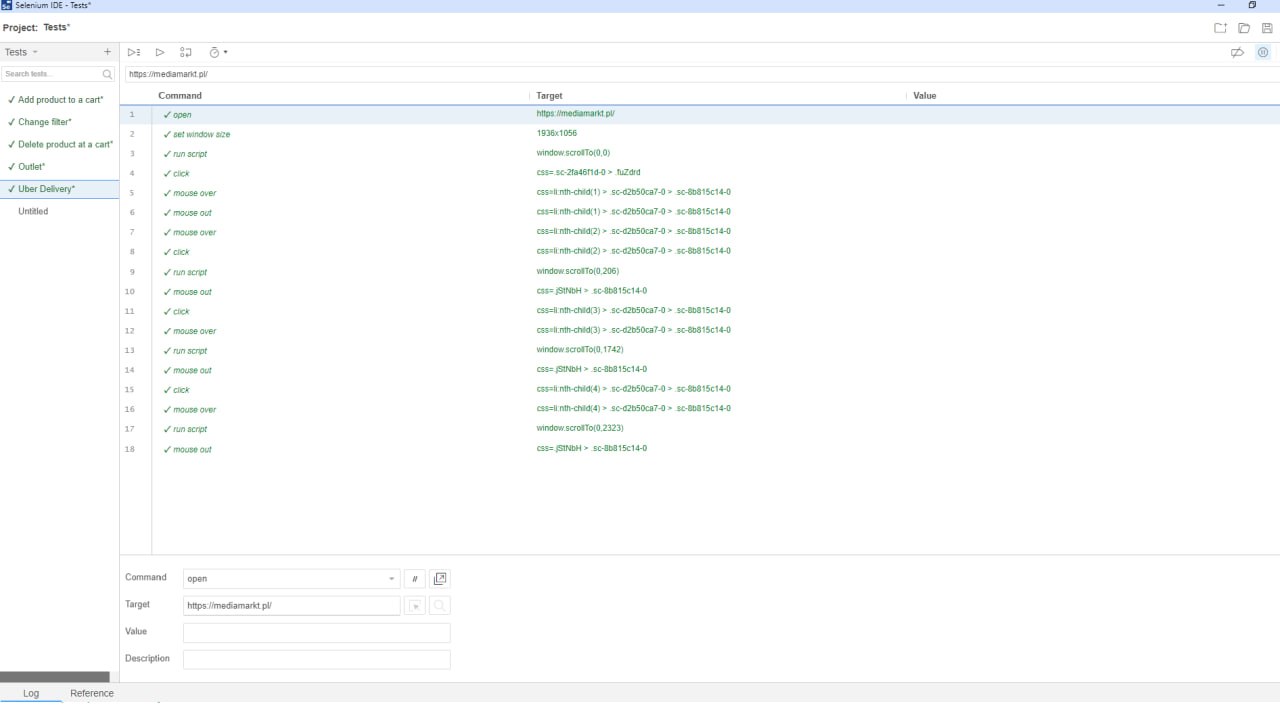 Selenium IDE - Tests*
Project: Tests*
Tests
Search tests...
https://mediamarkt.pl/
Command Target Value
✓ Add product to a cart*
✓ Change filter*
✓ Delete product at a cart*
✓ Outlet*
✓ Uber Delivery*
Untitled
1 ✓ open https://mediamarkt.pl/
2 ✓ set window size 1936x1056
3 ✓ run script window.scrollTo(0,0)
4 ✓ click css=.sc-2fa46f1d-0 > .fuZdrd
5 ✓ mouse over css=li:nth-child(1) > .sc-d2b50ca7-0 > .sc-8b815c14-0
6 ✓ mouse out css=li:nth-child(1) > .sc-d2b50ca7-0 > .sc-8b815c14-0
7 ✓ mouse over css=li:nth-child(2) > .sc-d2b50ca7-0 > .sc-8b815c14-0
8 ✓ click css=li:nth-child(2) > .sc-d2b50ca7-0 > .sc-8b815c14-0
9 ✓ run script window.scrollTo(0,206)
10 ✓ mouse out css=.jStNbH > .sc-8b815c14-0
11 ✓ click css=li:nth-child(3) > .sc-d2b50ca7-0 > .sc-8b815c14-0
12 ✓ mouse over css=li:nth-child(3) > .sc-d2b50ca7-0 > .sc-8b815c14-0
13 ✓ run script window.scrollTo(0,1742)
14 ✓ mouse out css=.jStNbH > .sc-8b815c14-0
15 ✓ click css=li:nth-child(4) > .sc-d2b50ca7-0 > .sc-8b815c14-0
16 ✓ mouse over css=li:nth-child(4) > .sc-d2b50ca7-0 > .sc-8b815c14-0
17 ✓ run script window.scrollTo(0,2323)
18 ✓ mouse out css=.jStNbH > .sc-8b815c14-0
Command open //
Target https://mediamarkt.pl/
Value
Description
Log Reference